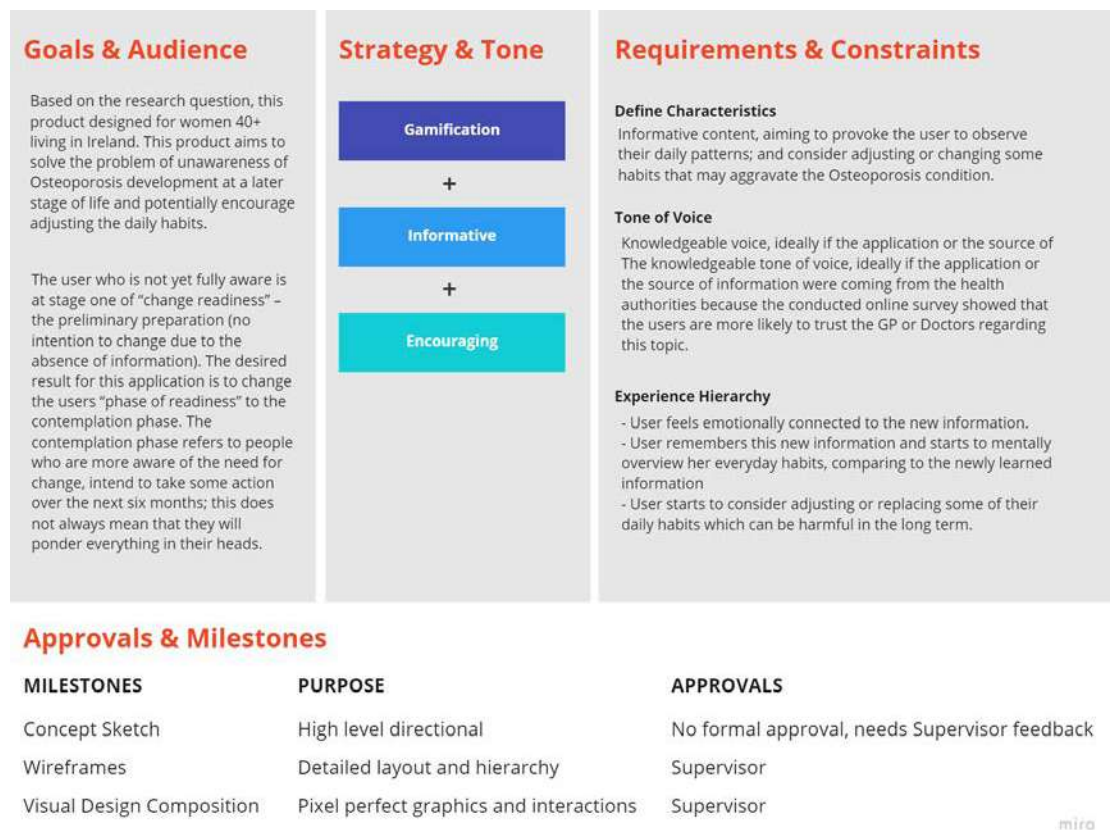 Goals & Audience
Based on the research question, this
product designed for women 40+
living in Ireland. This product aims to
solve the problem of unawareness of
Osteoporosis development at a later
stage of life and potentially encourage
adjusting the daily habits.
The user who is not yet fully aware is
at stage one of “change readiness” –
the preliminary preparation (no
intention to change due to the
absence of information). The desired
result for this application is to change
the users “phase of readiness” to the
contemplation phase. The
contemplation phase refers to people
who are more aware of the need for
change, intend to take some action
over the next six months; this does
not always mean that they will
ponder everything in their heads.
Strategy & Tone
Gamification
+
Informative
+
Encouraging
Requirements & Constraints
Define Characteristics
Informative content, aiming to provoke the user to observe
their daily patterns; and consider adjusting or changing some
habits that may aggravate the Osteoporosis condition.
Tone of Voice
Knowledgeable voice, ideally if the application or the source of
The knowledgeable tone of voice, ideally if the application or
the source of information were coming from the health
authorities because the conducted online survey showed that
the users are more likely to trust the GP or Doctors regarding
this topic.
Experience Hierarchy
- User feels emotionally connected to the new information.
- User remembers this new information and starts to mentally
overview her everyday habits, comparing to the newly learned
information
- User starts to consider adjusting or replacing some of their
daily habits which can be harmful in the long term.
Approvals & Milestones
MILESTONES PURPOSE APPROVALS
Concept Sketch High level directional No formal approval, needs Supervisor feedback
Wireframes Detailed layout and hierarchy Supervisor
Visual Design Composition Pixel perfect graphics and interactions Supervisor
miro